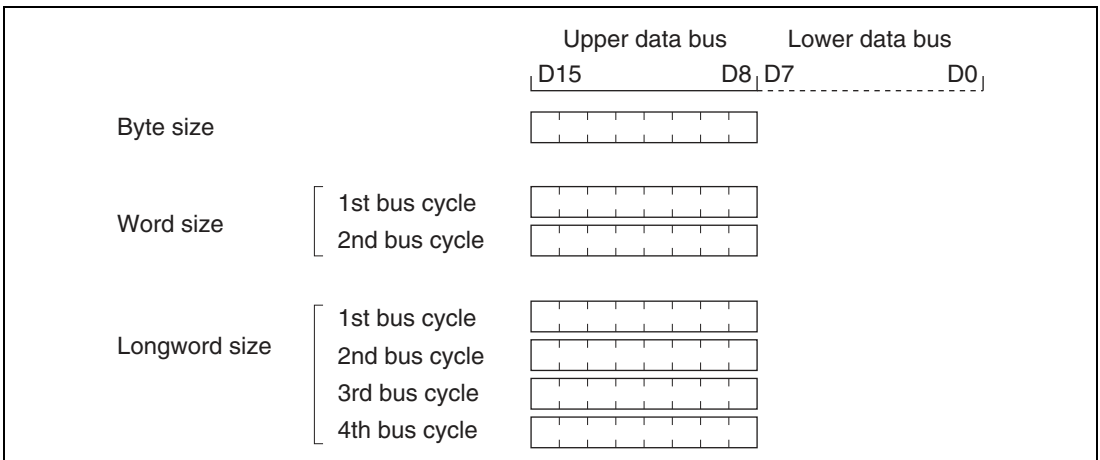 Upper data bus Lower data bus
D15 D8 D7 D0
Byte size
Word size
1st bus cycle
2nd bus cycle
Longword size
1st bus cycle
2nd bus cycle
3rd bus cycle
4th bus cycle